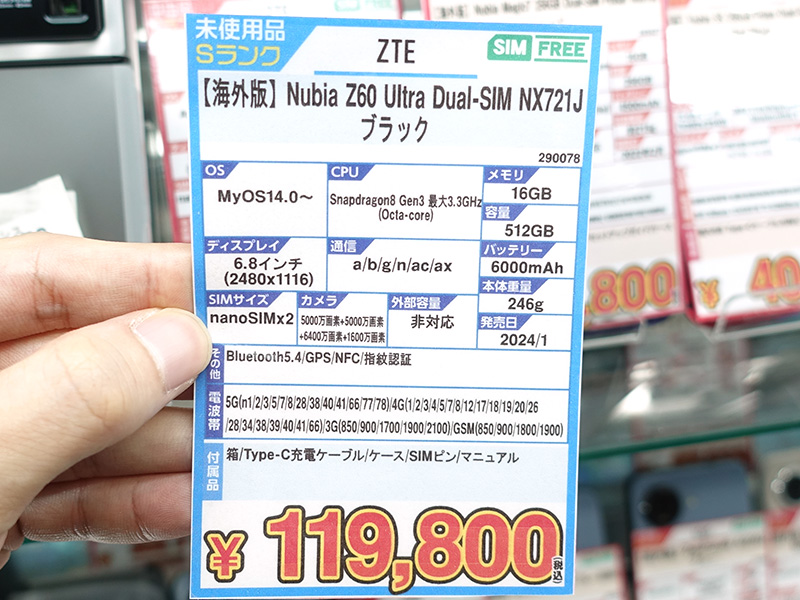 未使用品
Sランク
ZTE
SIM FREE
【海外版】Nubia Z60 Ultra Dual-SIM NX721J
ブラック
290078
OS
MyOS14.0～
CPU
Snapdragon8 Gen3 最大3.3GHz
(Octa-core)
メモリ
16GB
容量
512GB
ディスプレイ
6.8インチ
(2480x1116)
通信
a/b/g/n/ac/ax
バッテリー
6000mAh
本体重量
246g
SIMサイズ
nanoSIMx2
カメラ
5000万画素+5000万画素
+6400万画素+1600万画素
外部容量
非対応
発売日
2024/1
その他
Bluetooth5.4/GPS/NFC/指紋認証
電波帯
5G(n1/2/3/5/7/8/28/38/40/41/66/77/78)/4G(1/2/3/4/5/7/8/12/17/18/19/20/26
/28/34/38/39/40/41/66)/3G(850/900/1700/1900/2100)/GSM(850/900/1800/1900)
付属品
箱/Type-C充電ケーブル/ケース/SIMピン/マニュアル
¥119,800
(税込)
,800
¥40